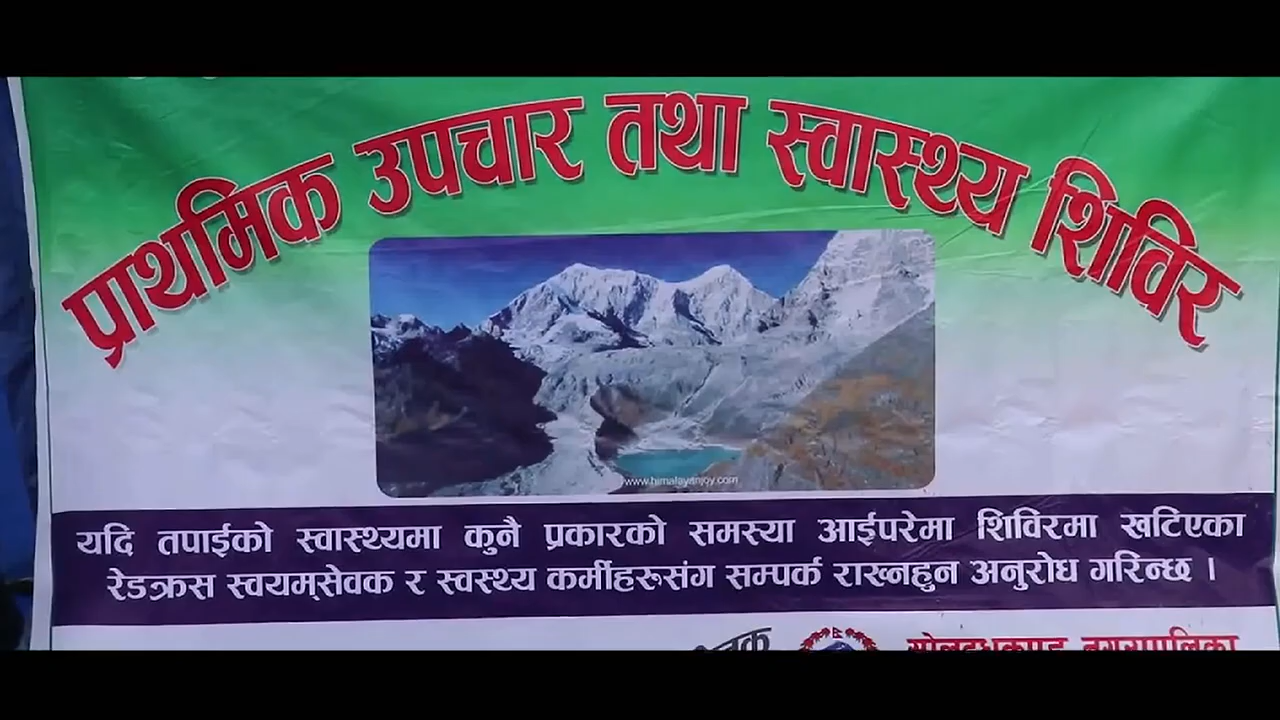 प्राथमिक उपचार तथा स्वास्थ्य शिविर
www.himalayanjoy.com
यदि तपाईको स्वास्थ्यमा कुनै प्रकारको समस्या आईपरेमा शिविरमा खटिएका
रेडक्रस स्वयम्सेवक र स्वस्थ्य कर्मीहरुसंग सम्पर्क राख्नहुन अनुरोध गरिन्छ ।